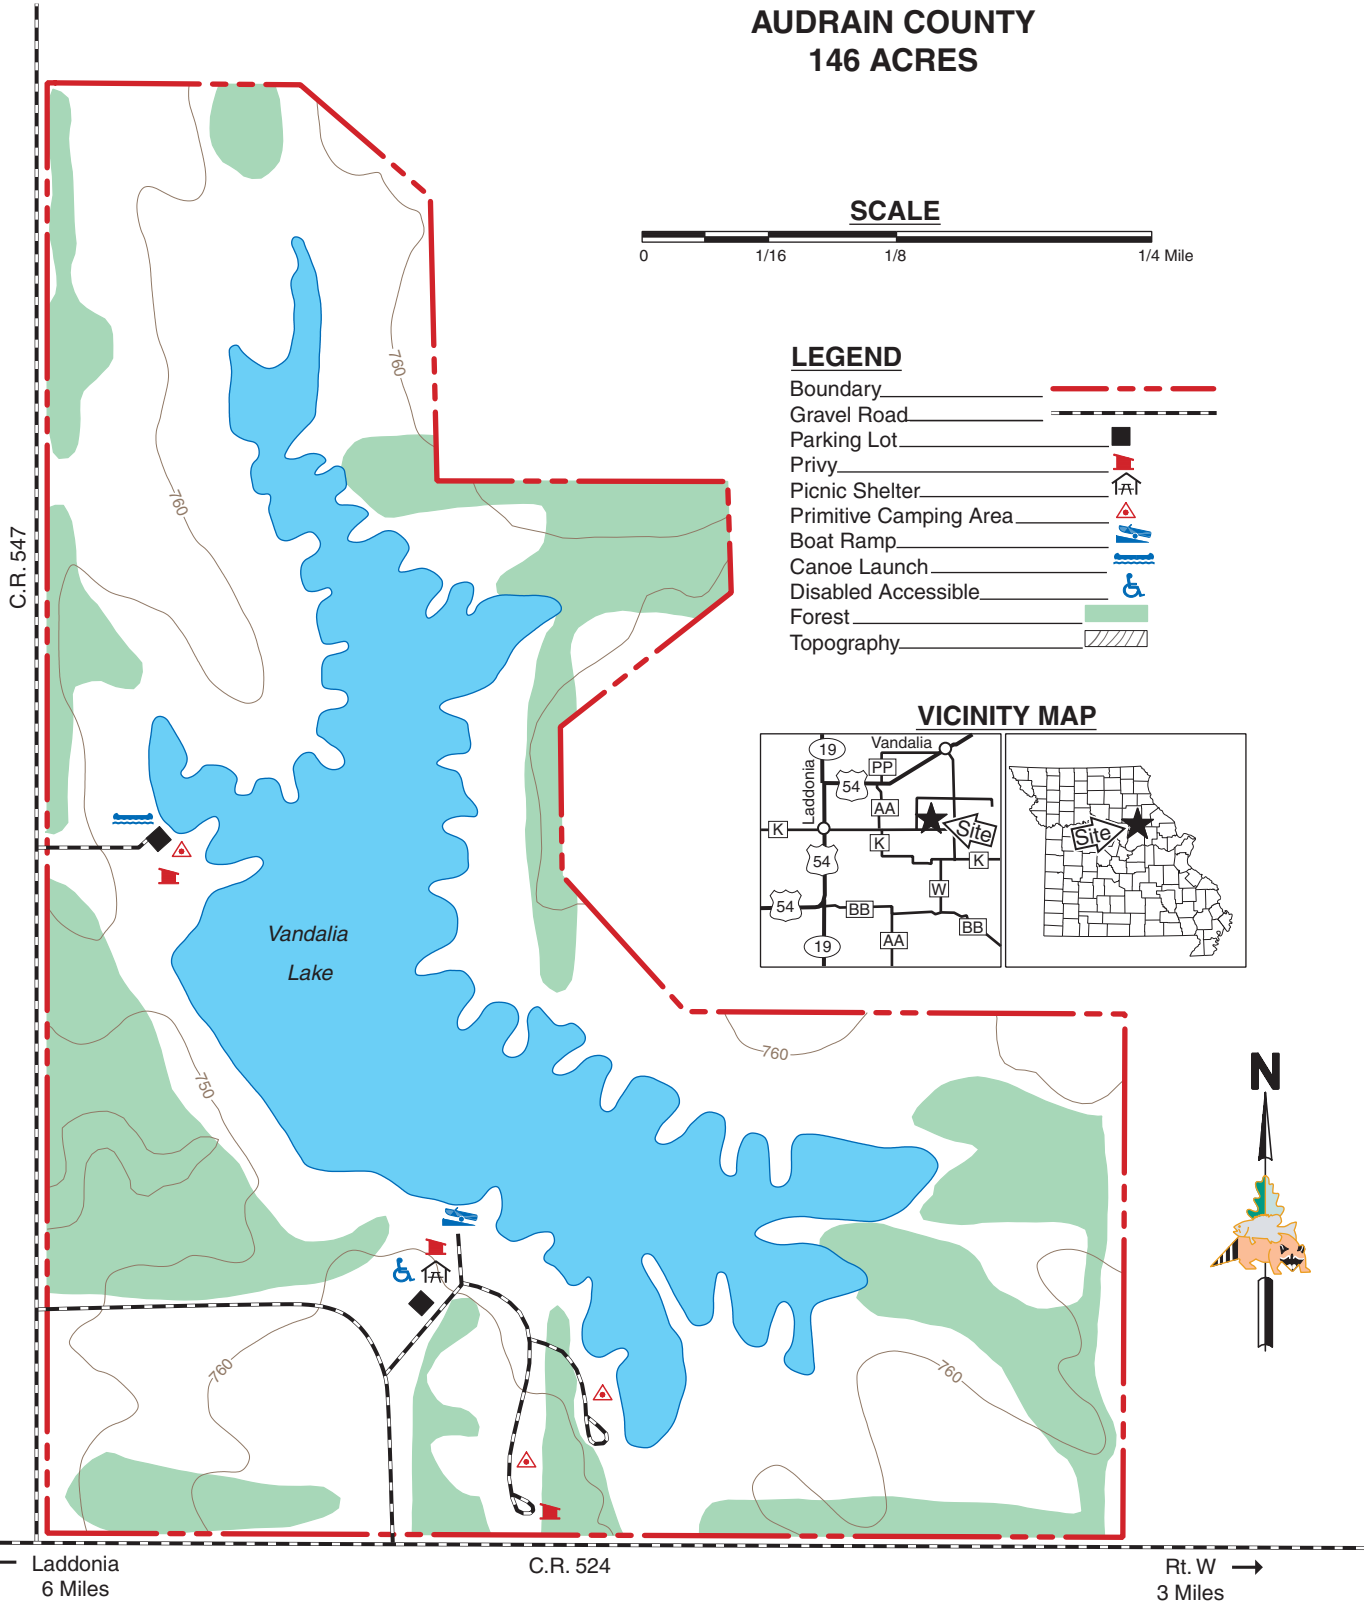 AUDRAIN COUNTY
146 ACRES
SCALE
0 1/16 1/8 1/4 Mile
LEGEND
Boundary
Gravel Road
Parking Lot
Privy
Picnic Shelter
Primitive Camping Area
Boat Ramp
Canoe Launch
Disabled Accessible
Forest
Topography
VICINITY MAP
19
Vandalia
PP
54
Laddonia
AA
K
Site
K
54
K
W
54
BB
BB
19
AA
Site
C.R. 547
760
760
Vandalia
Lake
750
760
760
760
N
Laddonia
6 Miles
C.R. 524
Rt. W
3 Miles